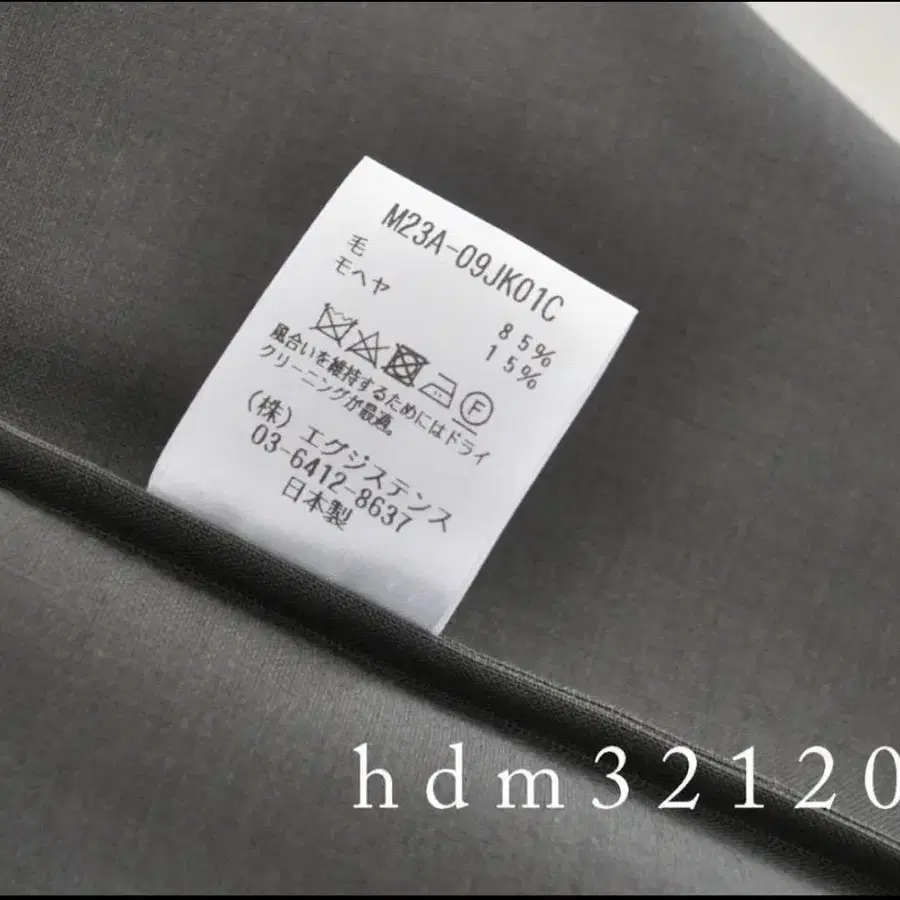 M23A-09JK01C
毛 85%
モヘヤ 15%
F
風合いを維持するためにはドライ
クリーニングが最適。
(株) エグジステンス
03-6412-8637
日本製
hdm32120